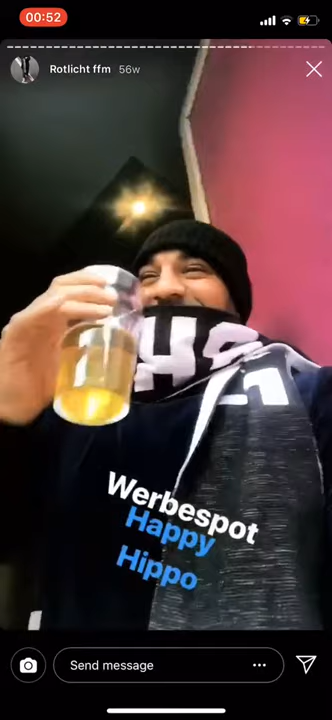 00:52
Rotlicht ffm 56w
Werbespot
Happy
Hippo
Send message